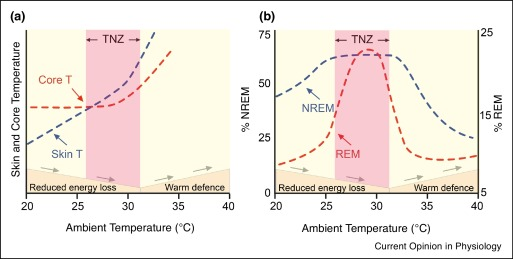 (a)
TNZ
Skin and Core Temperature
Core T
Skin T
Reduced energy loss
Warm defence
20 25 30 35 40
Ambient Temperature (°C)
(b)
TNZ
75
50
25
0
% NREM
25
15
5
% REM
NREM
REM
Reduced energy loss
Warm defence
20 25 30 35 40
Ambient Temperature (°C)
Current Opinion in Physiology